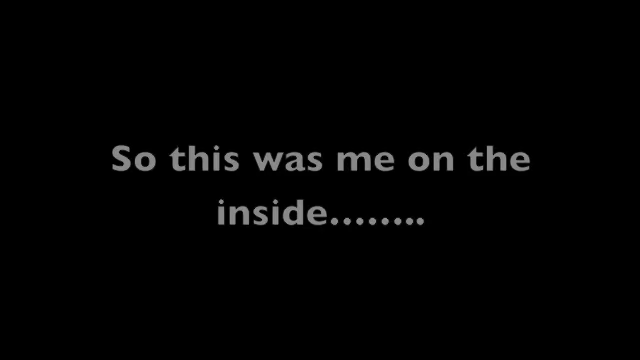 So this was me on the
inside........